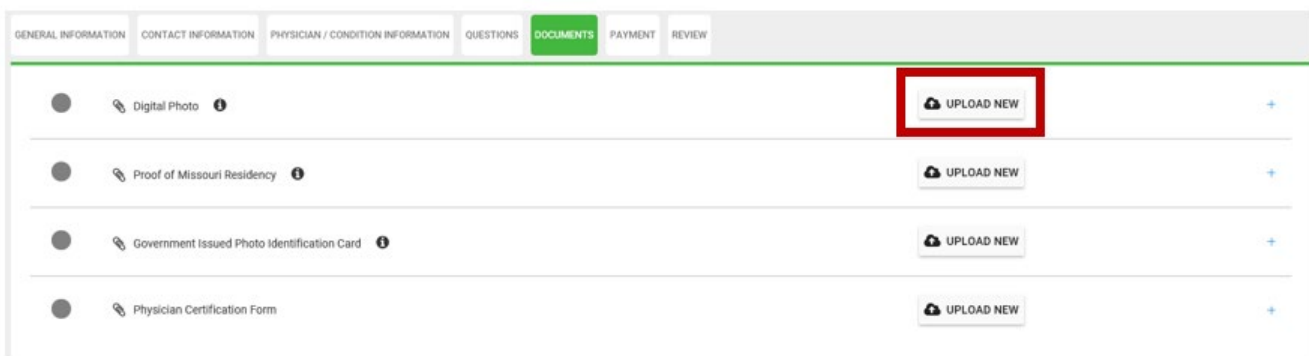 GENERAL INFORMATION CONTACT INFORMATION PHYSICIAN / CONDITION INFORMATION QUESTIONS DOCUMENTS PAYMENT REVIEW
Digital Photo UPLOAD NEW +
Proof of Missouri Residency UPLOAD NEW +
Government Issued Photo Identification Card UPLOAD NEW +
Physician Certification Form UPLOAD NEW +